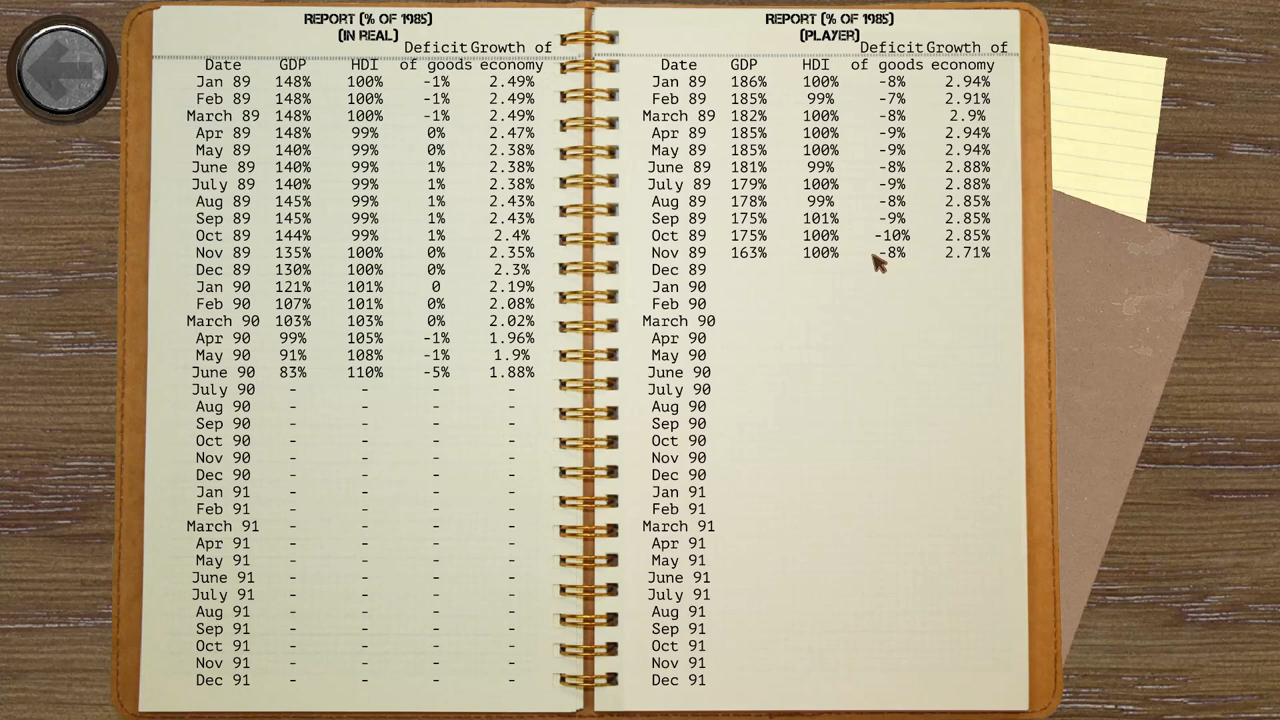 REPORT (% OF 1985)
(IN REAL)
Deficit Growth of
Date GDP HDI of goods economy
Jan 89 148% 100% -1% 2.49%
Feb 89 148% 100% -1% 2.49%
March 89 148% 100% -1% 2.49%
Apr 89 148% 99% 0% 2.47%
May 89 140% 99% 0% 2.38%
June 89 140% 99% 1% 2.38%
July 89 140% 99% 1% 2.38%
Aug 89 145% 99% 1% 2.43%
Sep 89 145% 99% 1% 2.43%
Oct 89 144% 99% 1% 2.4%
Nov 89 135% 100% 0% 2.35%
Dec 89 130% 100% 0% 2.3%
Jan 90 121% 101% 0 2.19%
Feb 90 107% 101% 0% 2.08%
March 90 103% 103% 0% 2.02%
Apr 90 99% 105% -1% 1.96%
May 90 91% 108% -1% 1.9%
June 90 83% 110% -5% 1.88%
July 90 - - - -
Aug 90 - - - -
Sep 90 - - - -
Oct 90 - - - -
Nov 90 - - - -
Dec 90 - - - -
Jan 91 - - - -
Feb 91 - - - -
March 91 - - - -
Apr 91 - - - -
May 91 - - - -
June 91 - - - -
July 91 - - - -
Aug 91 - - - -
Sep 91 - - - -
Oct 91 - - - -
Nov 91 - - - -
Dec 91 - - - -
REPORT (% OF 1985)
(PLAYER)
Deficit Growth of
Date GDP HDI of goods economy
Jan 89 186% 100% -8% 2.94%
Feb 89 185% 99% -7% 2.91%
March 89 182% 100% -8% 2.9%
Apr 89 185% 100% -9% 2.94%
May 89 185% 100% -9% 2.94%
June 89 181% 99% -8% 2.88%
July 89 179% 100% -9% 2.88%
Aug 89 178% 99% -8% 2.85%
Sep 89 175% 101% -9% 2.85%
Oct 89 175% 100% -10% 2.85%
Nov 89 163% 100% -8% 2.71%
Dec 89
Jan 90
Feb 90
March 90
Apr 90
May 90
June 90
July 90
Aug 90
Sep 90
Oct 90
Nov 90
Dec 90
Jan 91
Feb 91
March 91
Apr 91
May 91
June 91
July 91
Aug 91
Sep 91
Oct 91
Nov 91
Dec 91